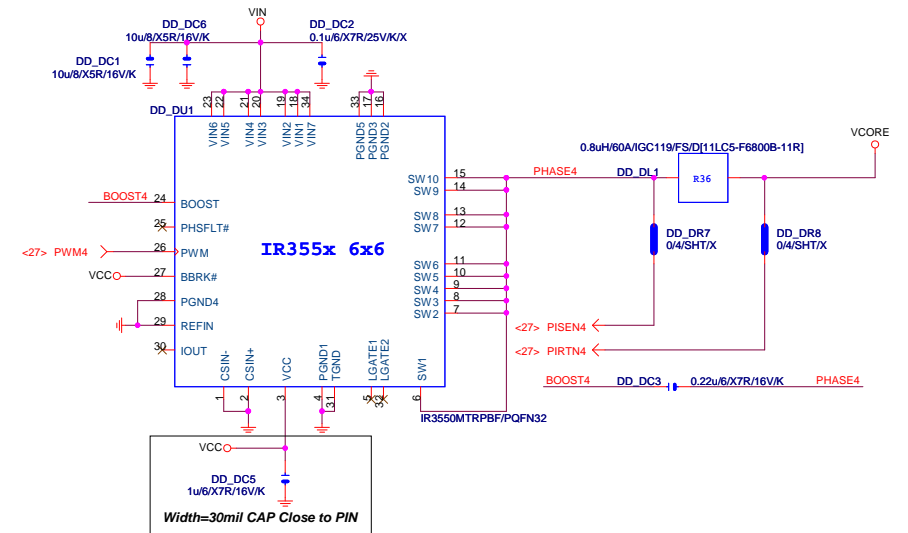 VIN
DD_DC6
10u/8/X5R/16V/K
DD_DC2
0.1u/6/X7R/25V/K/X
DD_DC1
10u/8/X5R/16V/K
DD_DU1
23 22 21 20 19 18 34 33 17 16
VIN6 VIN5 VIN4 VIN3 VIN2 VIN1 VIN7 PGND5 PGND3 PGND2
VCORE
0.8uH/60A/IGC119/FS/D[11LC5-F6800B-11R]
PHASE4
DD_DL1
R36
SW10 15
SW9 14
SW8 13
SW7 12
SW6 11
SW5 10
SW4 9
SW3 8
SW2 7
BOOST4 24 BOOST
25 PHSFLT#
<27> PWM4 26 PWM
VCC 27 BBRK#
28 PGND4
29 REFIN
30 IOUT
IR355x 6x6
DD_DR7
0/4/SHT/X
DD_DR8
0/4/SHT/X
<27> PISEN4
<27> PIRTN4
CSIN- CSIN+ VCC PGND1 TGND LGATE1 LGATE2 SW1
1 2 3 4 31 5 32 6
BOOST4 DD_DC3 0.22u/6/X7R/16V/K PHASE4
IR3550MTRPBF/PQFN32
VCC
DD_DC5
1u/6/X7R/16V/K
Width=30mil CAP Close to PIN